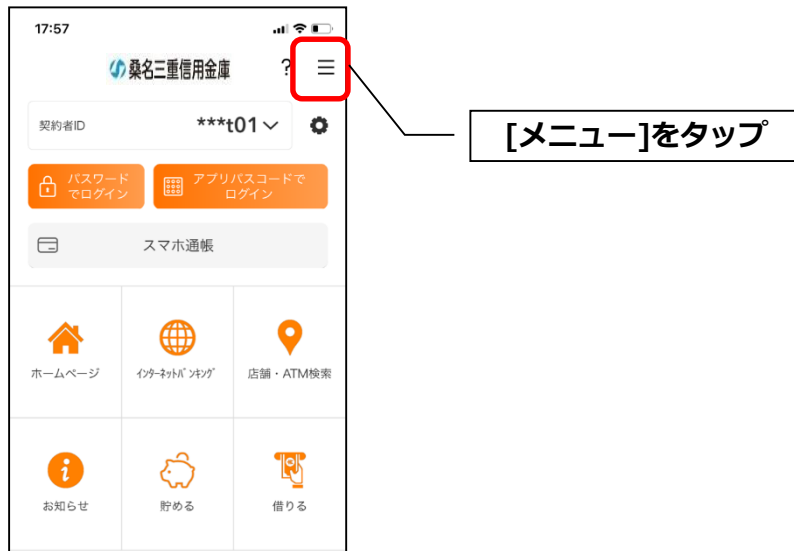 17:57
桑名三重信用金庫
?
[メニュー]をタップ
契約者ID
***t01
パスワード
でログイン
アプリパスコードで
ログイン
スマホ通帳
ホームページ
インターネットバンキング
店舗・ATM検索
お知らせ
貯める
借りる